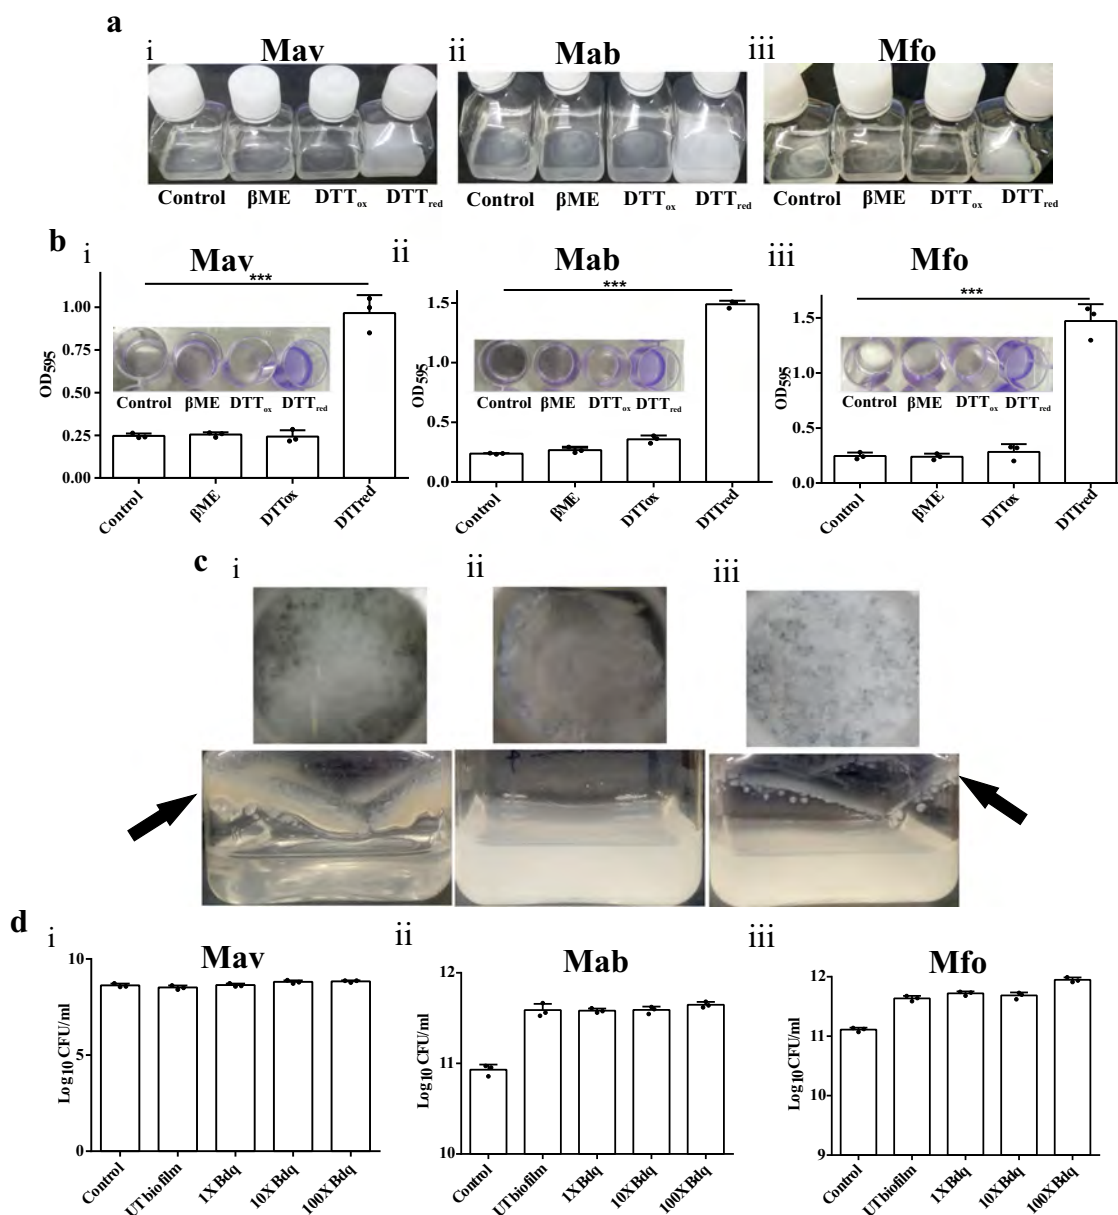 a
i
Mav
ii
Mab
iii
Mfo
Control βME DTTox DTTred
Control βME DTTox DTTred
Control βME DTTox DTTred
b
i
Mav
ii
Mab
iii
Mfo
***
1.00
0.75
0.50
0.25
0.00
OD595
Control βME DTTox DTTred
Control
βME
DTTox
DTTred
***
1.5
1.0
0.5
0.0
OD595
Control βME DTTox DTTred
Control
βME
DTTox
DTTred
***
1.5
1.0
0.5
0.0
OD595
Control βME DTTox DTTred
Control
βME
DTTox
DTTred
c
i
ii
iii
d
i
Mav
10
5
0
Log10 CFU/ml
Control
UT biofilm
1X Bdq
10X Bdq
100X Bdq
ii
Mab
12
11
10
Log10 CFU/ml
Control
UT biofilm
1X Bdq
10X Bdq
100X Bdq
iii
Mfo
12
11
10
9
Log10 CFU/ml
Control
UT biofilm
1X Bdq
10X Bdq
100X Bdq